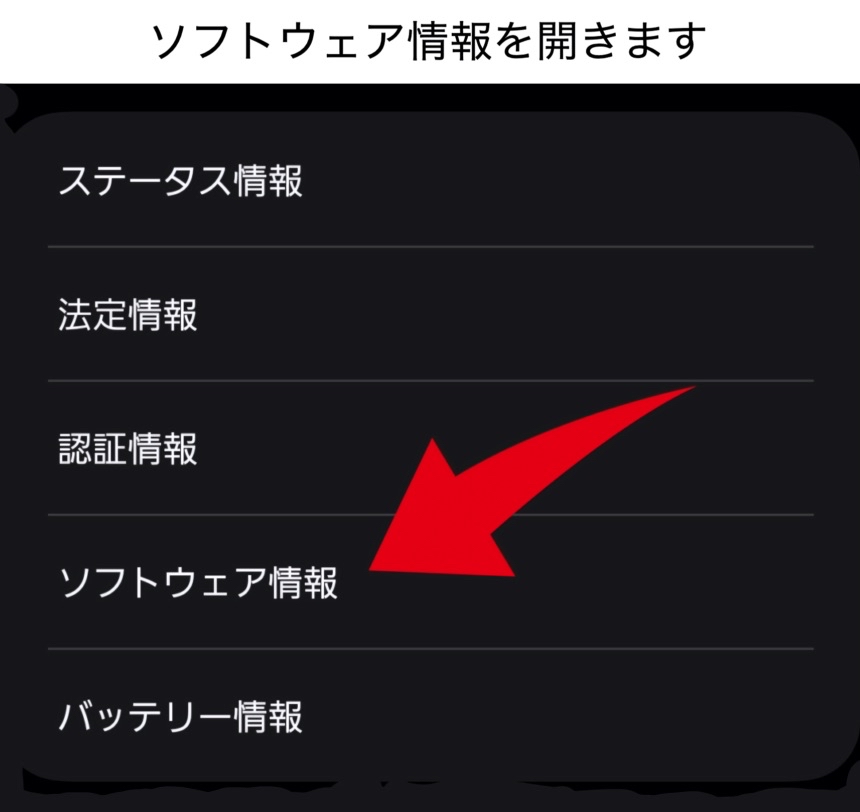 ソフトウェア情報を開きます
ステータス情報
法定情報
認証情報
ソフトウェア情報
バッテリー情報